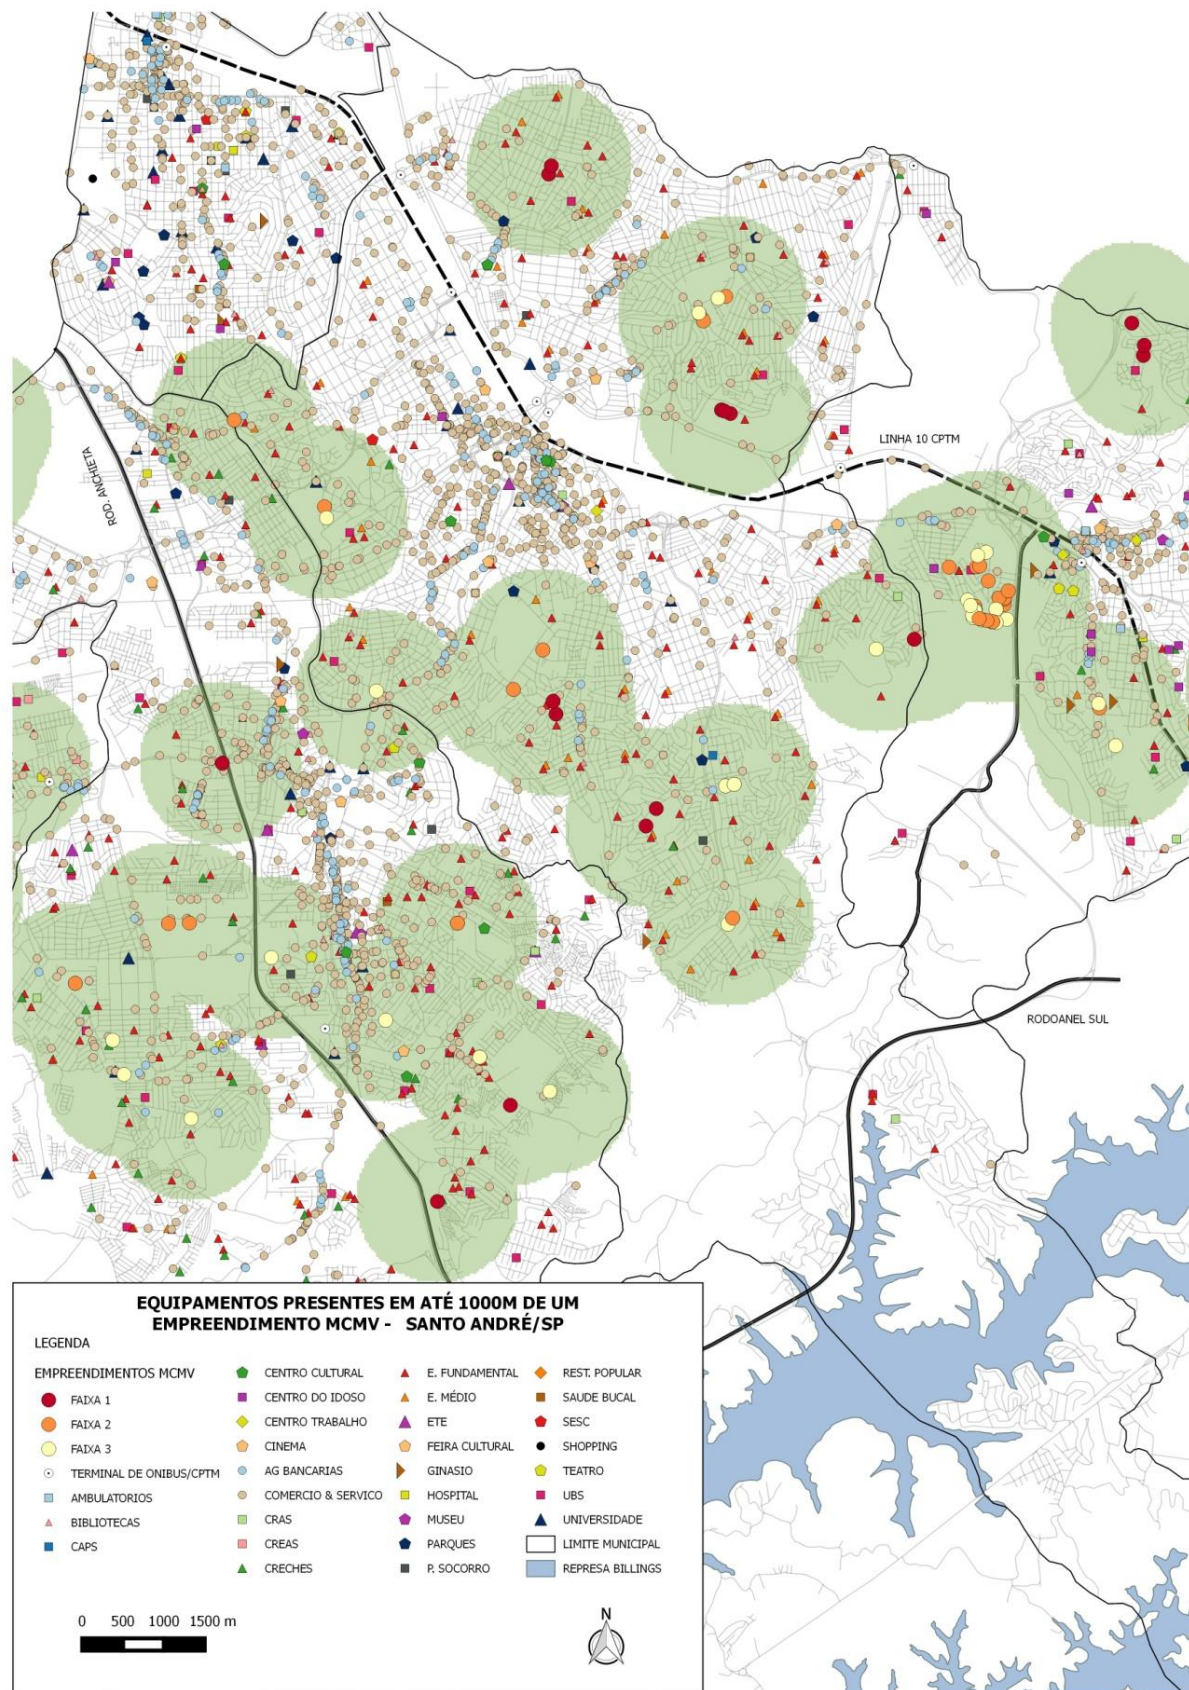 LINHA 10 CPTM
ROD. ANCHIETA
RODOANEL SUL
EQUIPAMENTOS PRESENTES EM ATÉ 1000M DE UM
EMPREENDIMENTO MCMV - SANTO ANDRÉ/SP
LEGENDA
EMPREENDIMENTOS MCMV
FAIXA 1
FAIXA 2
FAIXA 3
TERMINAL DE ONIBUS/CPTM
AMBULATORIOS
BIBLIOTECAS
CAPS
CENTRO CULTURAL
CENTRO DO IDOSO
CENTRO TRABALHO
CINEMA
AG BANCARIAS
COMERCIO & SERVICO
CRAS
CREAS
CRECHES
E. FUNDAMENTAL
E. MÉDIO
ETE
FEIRA CULTURAL
GINASIO
HOSPITAL
MUSEU
PARQUES
P. SOCORRO
REST. POPULAR
SAUDE BUCAL
SESC
SHOPPING
TEATRO
UBS
UNIVERSIDADE
LIMITE MUNICIPAL
REPRESA BILLINGS
0 500 1000 1500 m
N